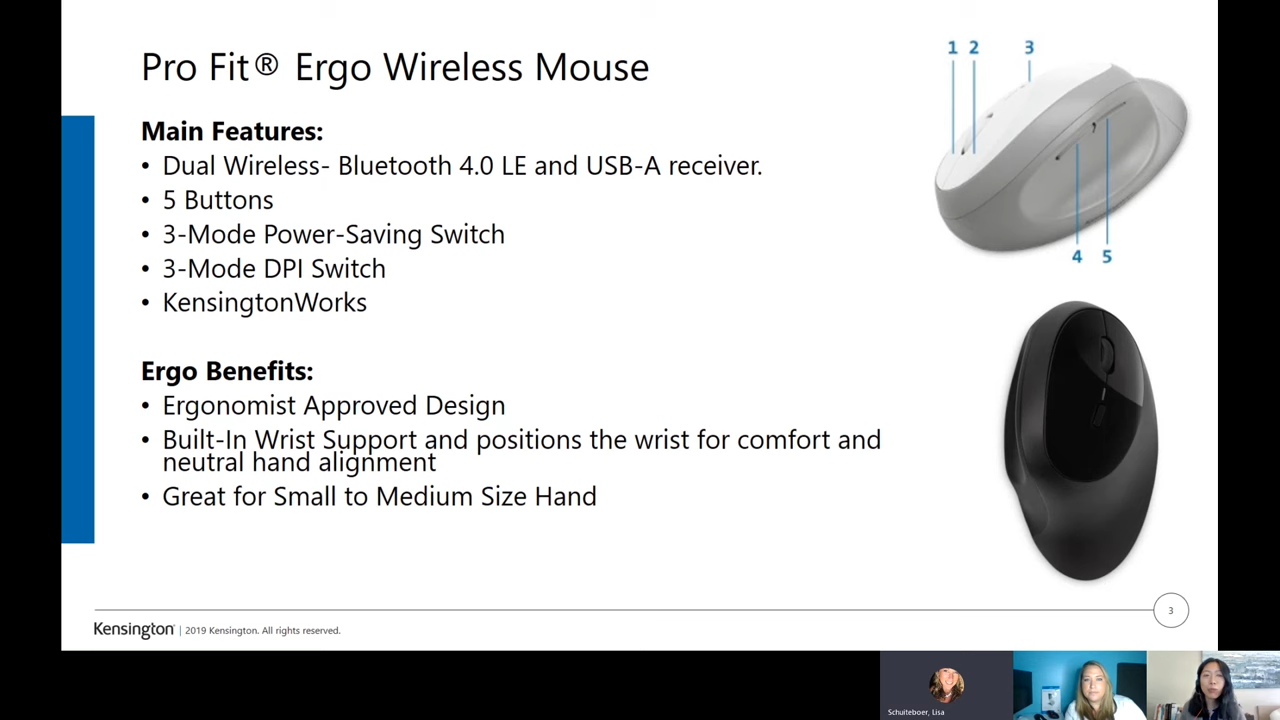 1 2 3
Pro Fit® Ergo Wireless Mouse
Main Features:
• Dual Wireless- Bluetooth 4.0 LE and USB-A receiver.
• 5 Buttons
• 3-Mode Power-Saving Switch
• 3-Mode DPI Switch
• KensingtonWorks
4 5
Ergo Benefits:
• Ergonomist Approved Design
• Built-In Wrist Support and positions the wrist for comfort and
neutral hand alignment
• Great for Small to Medium Size Hand
3
Kensington | 2019 Kensington. All rights reserved.
Schuiteboer, Lisa